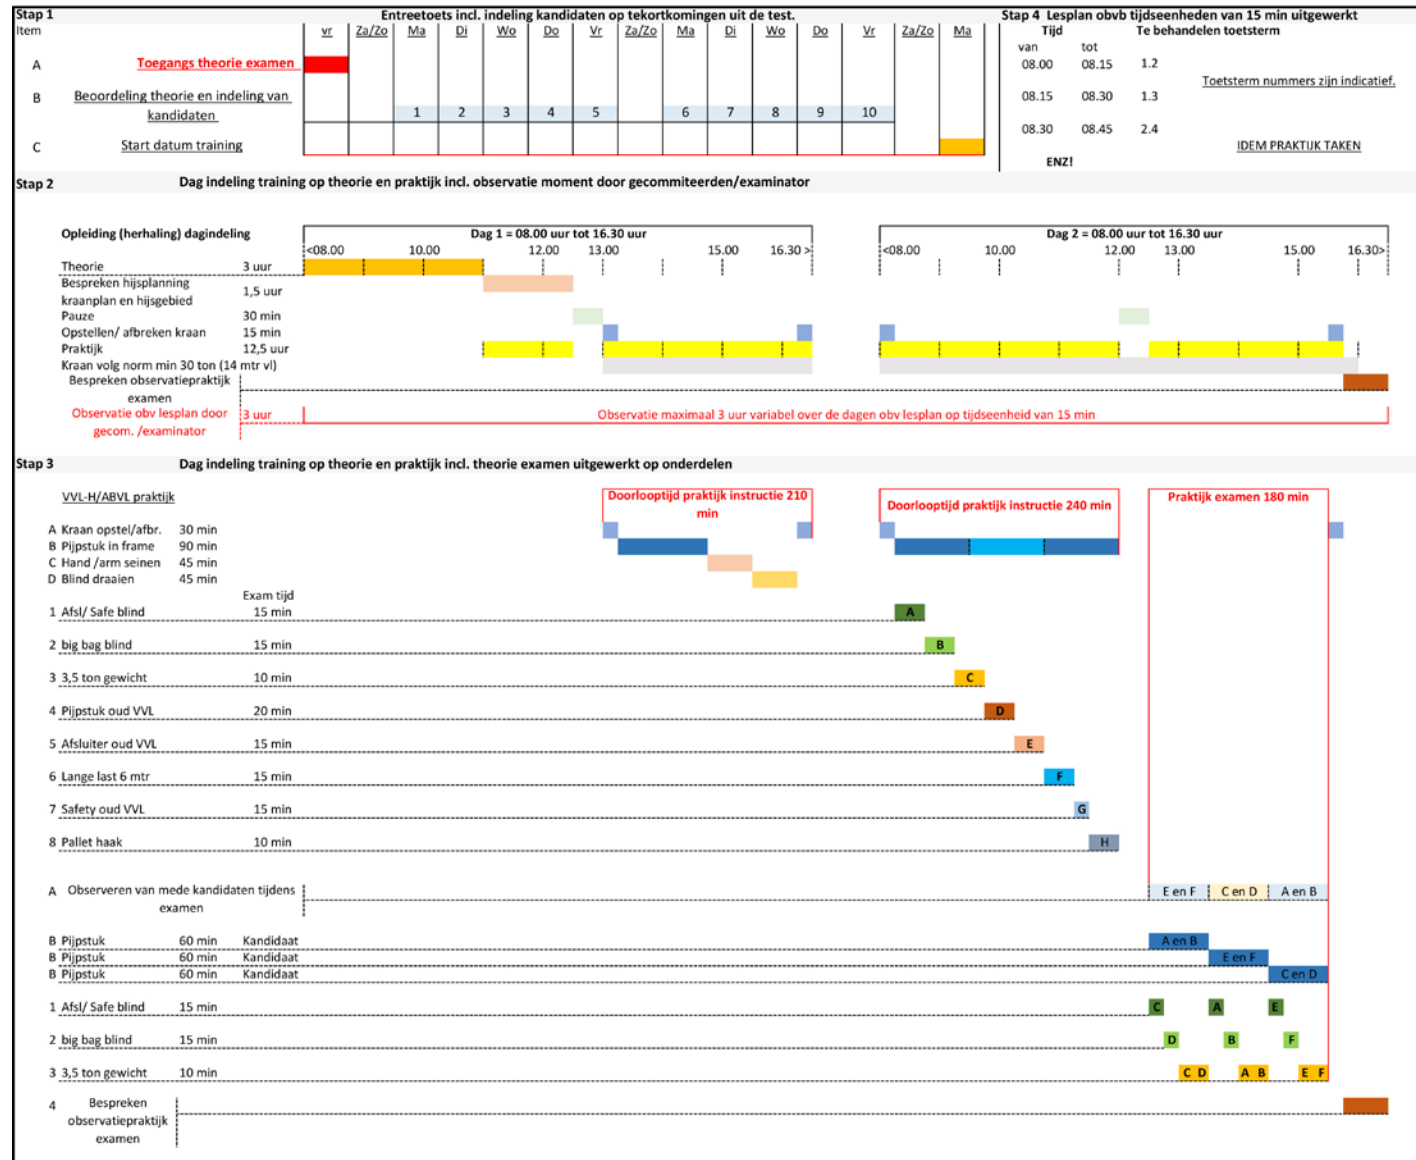 Stap 1 Entreetoets incl. indeling kandidaten op tekortkomingen uit de test. Stap 4 Lesplan obvb tijdseenheden van 15 min uitgewerkt
Item vr Za/Zo Ma Di Wo Do Vr Za/Zo Ma Di Wo Do Vr Za/Zo Ma Tijd Te behandelen toetsterm
van tot
A Toegangs theorie examen 08.00 08.15 1.2
Toetsterm nummers zijn indicatief.
B Beoordeling theorie en indeling van 08.15 08.30 1.3
kandidaten 1 2 3 4 5 6 7 8 9 10
08.30 08.45 2.4
C Start datum training IDEM PRAKTIJK TAKEN
ENZ!
Stap 2 Dag indeling training op theorie en praktijk incl. observatie moment door gecommiteerden/examinator
Opleiding (herhaling) dagindeling Dag 1 = 08.00 uur tot 16.30 uur Dag 2 = 08.00 uur tot 16.30 uur
<08.00 10.00 12.00 13.00 15.00 16.30 > <08.00 10.00 12.00 13.00 15.00 16.30>
Theorie 3 uur
Bespreken hijsplanning
kraanplan en hijsgebied 1,5 uur
Pauze 30 min
Opstellen/ afbreken kraan 15 min
Praktijk 12,5 uur
Kraan volg norm min 30 ton (14 mtr vl)
Bespreken observatiepraktijk
examen
Observatie obv lesplan door 3 uur Observatie maximaal 3 uur variabel over de dagen obv lesplan op tijdseenheid van 15 min
gecom. /examinator
Stap 3 Dag indeling training op theorie en praktijk incl. theorie examen uitgewerkt op onderdelen
VVL-H/ABVL praktijk Doorlooptijd praktijk instructie 210 Doorlooptijd praktijk instructie 240 min Praktijk examen 180 min
min
A Kraan opstel/afbr. 30 min
B Pijpstuk in frame 90 min
C Hand /arm seinen 45 min
D Blind draaien 45 min
Exam tijd
1 Afsl/ Safe blind 15 min A
2 big bag blind 15 min B
3 3,5 ton gewicht 10 min C
4 Pijpstuk oud VVL 20 min D
5 Afsluiter oud VVL 15 min E
6 Lange last 6 mtr 15 min F
7 Safety oud VVL 15 min G
8 Pallet haak 10 min H
A Observeren van mede kandidaten tijdens E en F C en D A en B
examen
B Pijpstuk 60 min Kandidaat A en B
B Pijpstuk 60 min Kandidaat E en F
B Pijpstuk 60 min Kandidaat C en D
1 Afsl/ Safe blind 15 min C A E
2 big bag blind 15 min D B F
3 3,5 ton gewicht 10 min C D A B E F
4 Bespreken
observatiepraktijk
examen